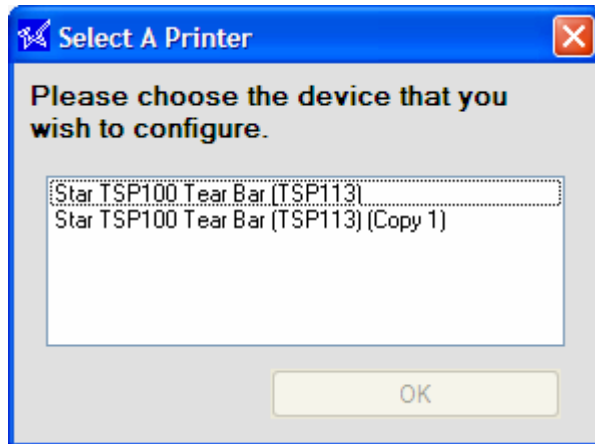 Select A Printer
Please choose the device that you
wish to configure.
Star TSP100 Tear Bar (TSP113)
Star TSP100 Tear Bar (TSP113) (Copy 1)
OK